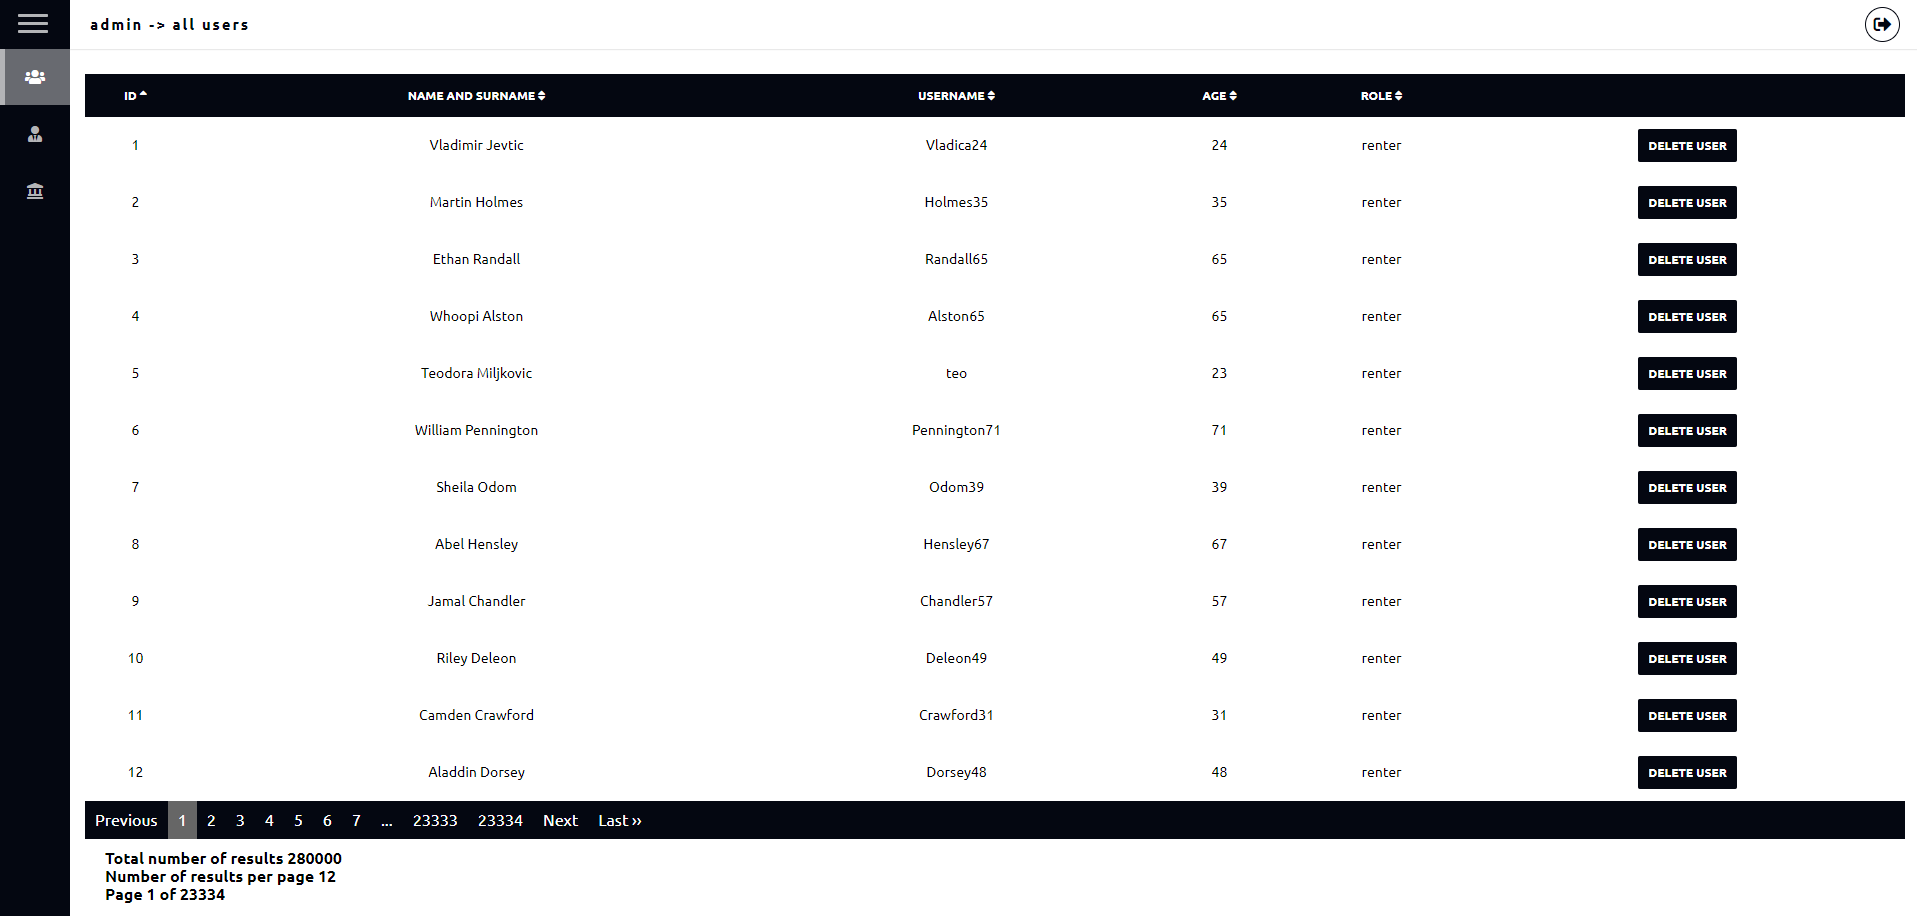 admin -> all users
ID NAME AND SURNAME USERNAME AGE ROLE
1 Vladimir Jevtic Vladica24 24 renter DELETE USER
2 Martin Holmes Holmes35 35 renter DELETE USER
3 Ethan Randall Randall65 65 renter DELETE USER
4 Whoopi Alston Alston65 65 renter DELETE USER
5 Teodora Miljkovic teo 23 renter DELETE USER
6 William Pennington Pennington71 71 renter DELETE USER
7 Sheila Odom Odom39 39 renter DELETE USER
8 Abel Hensley Hensley67 67 renter DELETE USER
9 Jamal Chandler Chandler57 57 renter DELETE USER
10 Riley Deleon Deleon49 49 renter DELETE USER
11 Camden Crawford Crawford31 31 renter DELETE USER
12 Aladdin Dorsey Dorsey48 48 renter DELETE USER
Previous 1 2 3 4 5 6 7 ... 23333 23334 Next Last ››
Total number of results 280000
Number of results per page 12
Page 1 of 23334